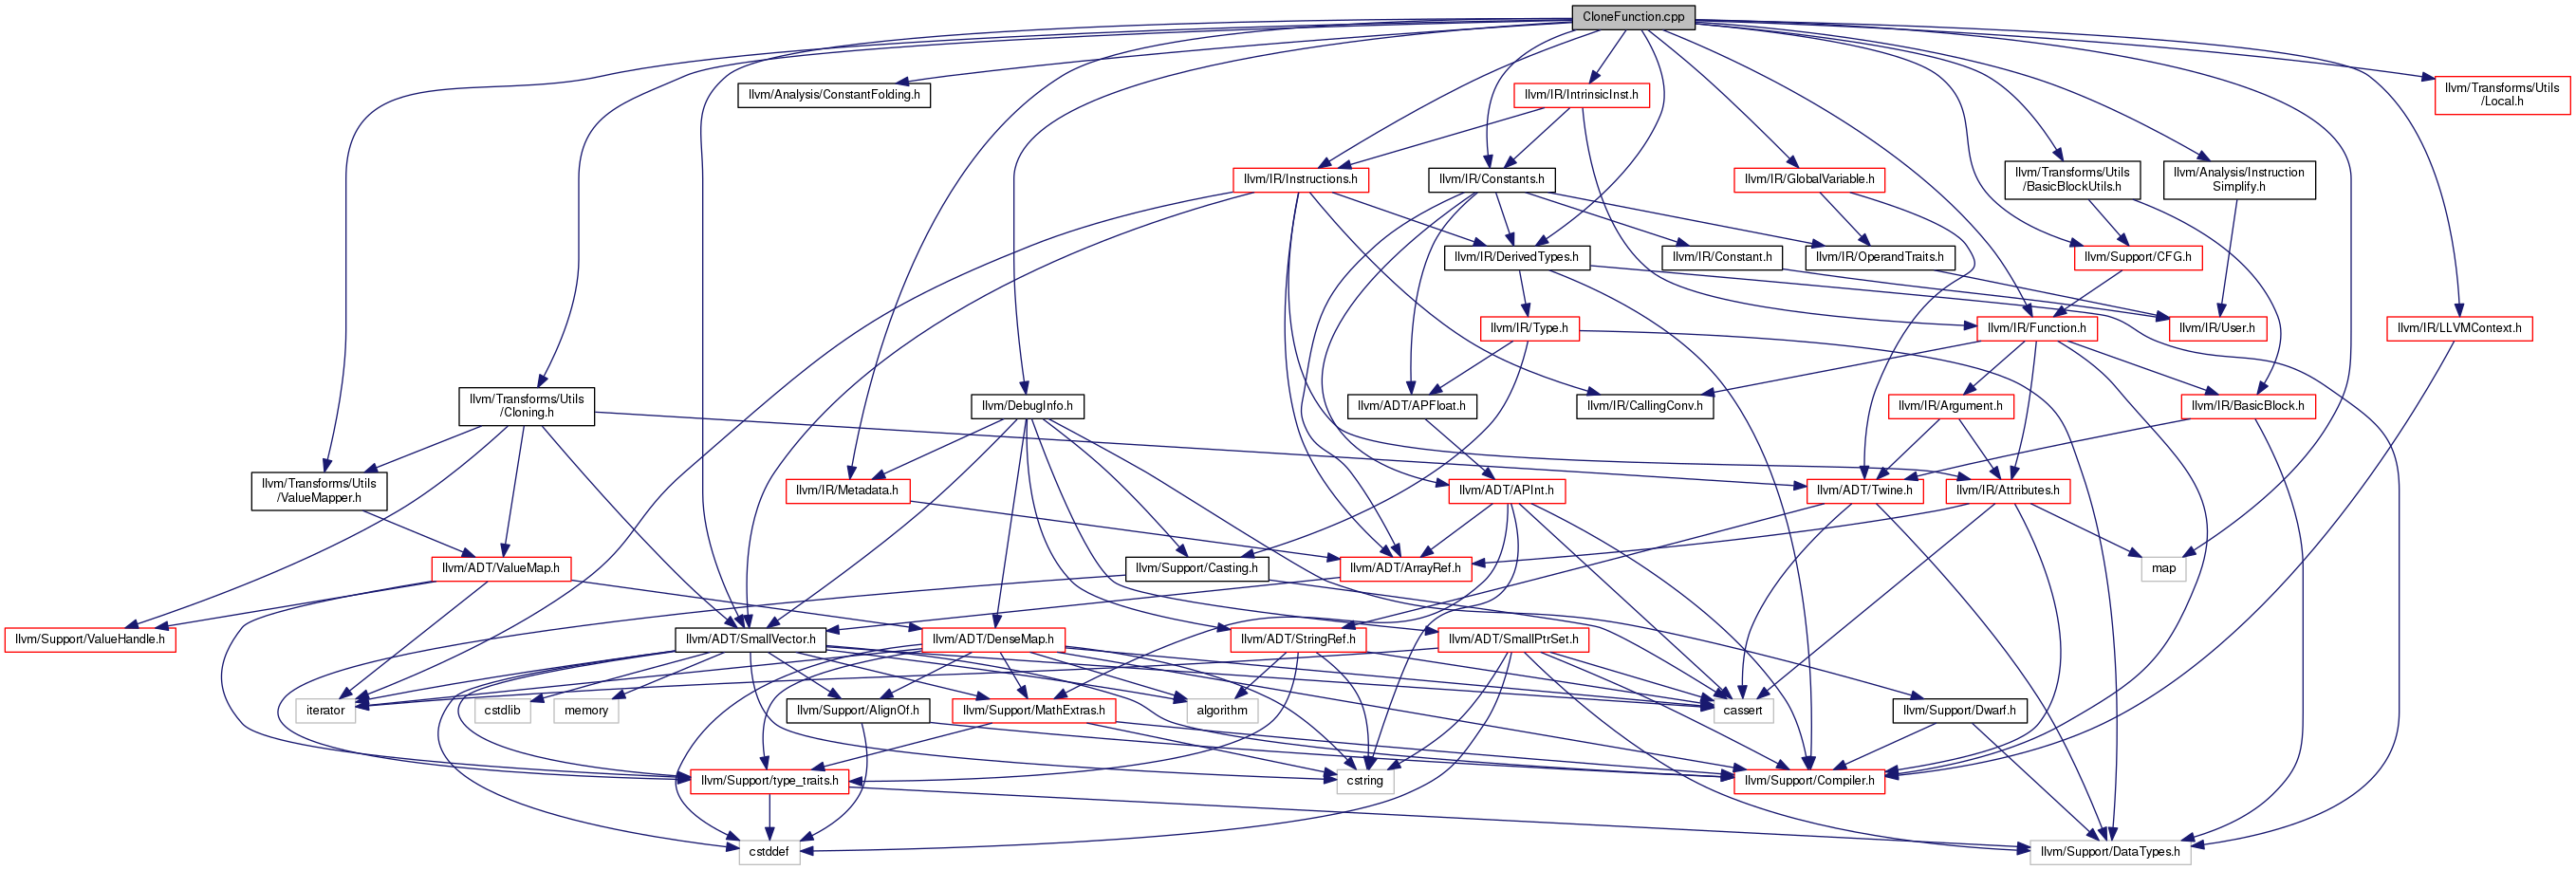 CloneFunction.cpp
llvm/Analysis/ConstantFolding.h
llvm/IR/IntrinsicInst.h
llvm/Transforms/Utils
/Local.h
llvm/IR/Instructions.h
llvm/IR/Constants.h
llvm/IR/GlobalVariable.h
llvm/Transforms/Utils
/BasicBlockUtils.h
llvm/Analysis/Instruction
Simplify.h
llvm/IR/DerivedTypes.h
llvm/IR/Constant.h
llvm/IR/OperandTraits.h
llvm/Support/CFG.h
llvm/IR/Type.h
llvm/IR/Function.h
llvm/IR/User.h
llvm/IR/LLVMContext.h
llvm/Transforms/Utils
/Cloning.h
llvm/DebugInfo.h
llvm/ADT/APFloat.h
llvm/IR/CallingConv.h
llvm/IR/Argument.h
llvm/IR/BasicBlock.h
llvm/Transforms/Utils
/ValueMapper.h
llvm/IR/Metadata.h
llvm/ADT/APInt.h
llvm/ADT/Twine.h
llvm/IR/Attributes.h
llvm/ADT/ValueMap.h
llvm/Support/Casting.h
llvm/ADT/ArrayRef.h
map
llvm/Support/ValueHandle.h
llvm/ADT/SmallVector.h
llvm/ADT/DenseMap.h
llvm/ADT/StringRef.h
llvm/ADT/SmallPtrSet.h
iterator
cstdlib
memory
llvm/Support/AlignOf.h
llvm/Support/MathExtras.h
algorithm
cassert
llvm/Support/Dwarf.h
llvm/Support/type_traits.h
cstring
llvm/Support/Compiler.h
cstddef
llvm/Support/DataTypes.h